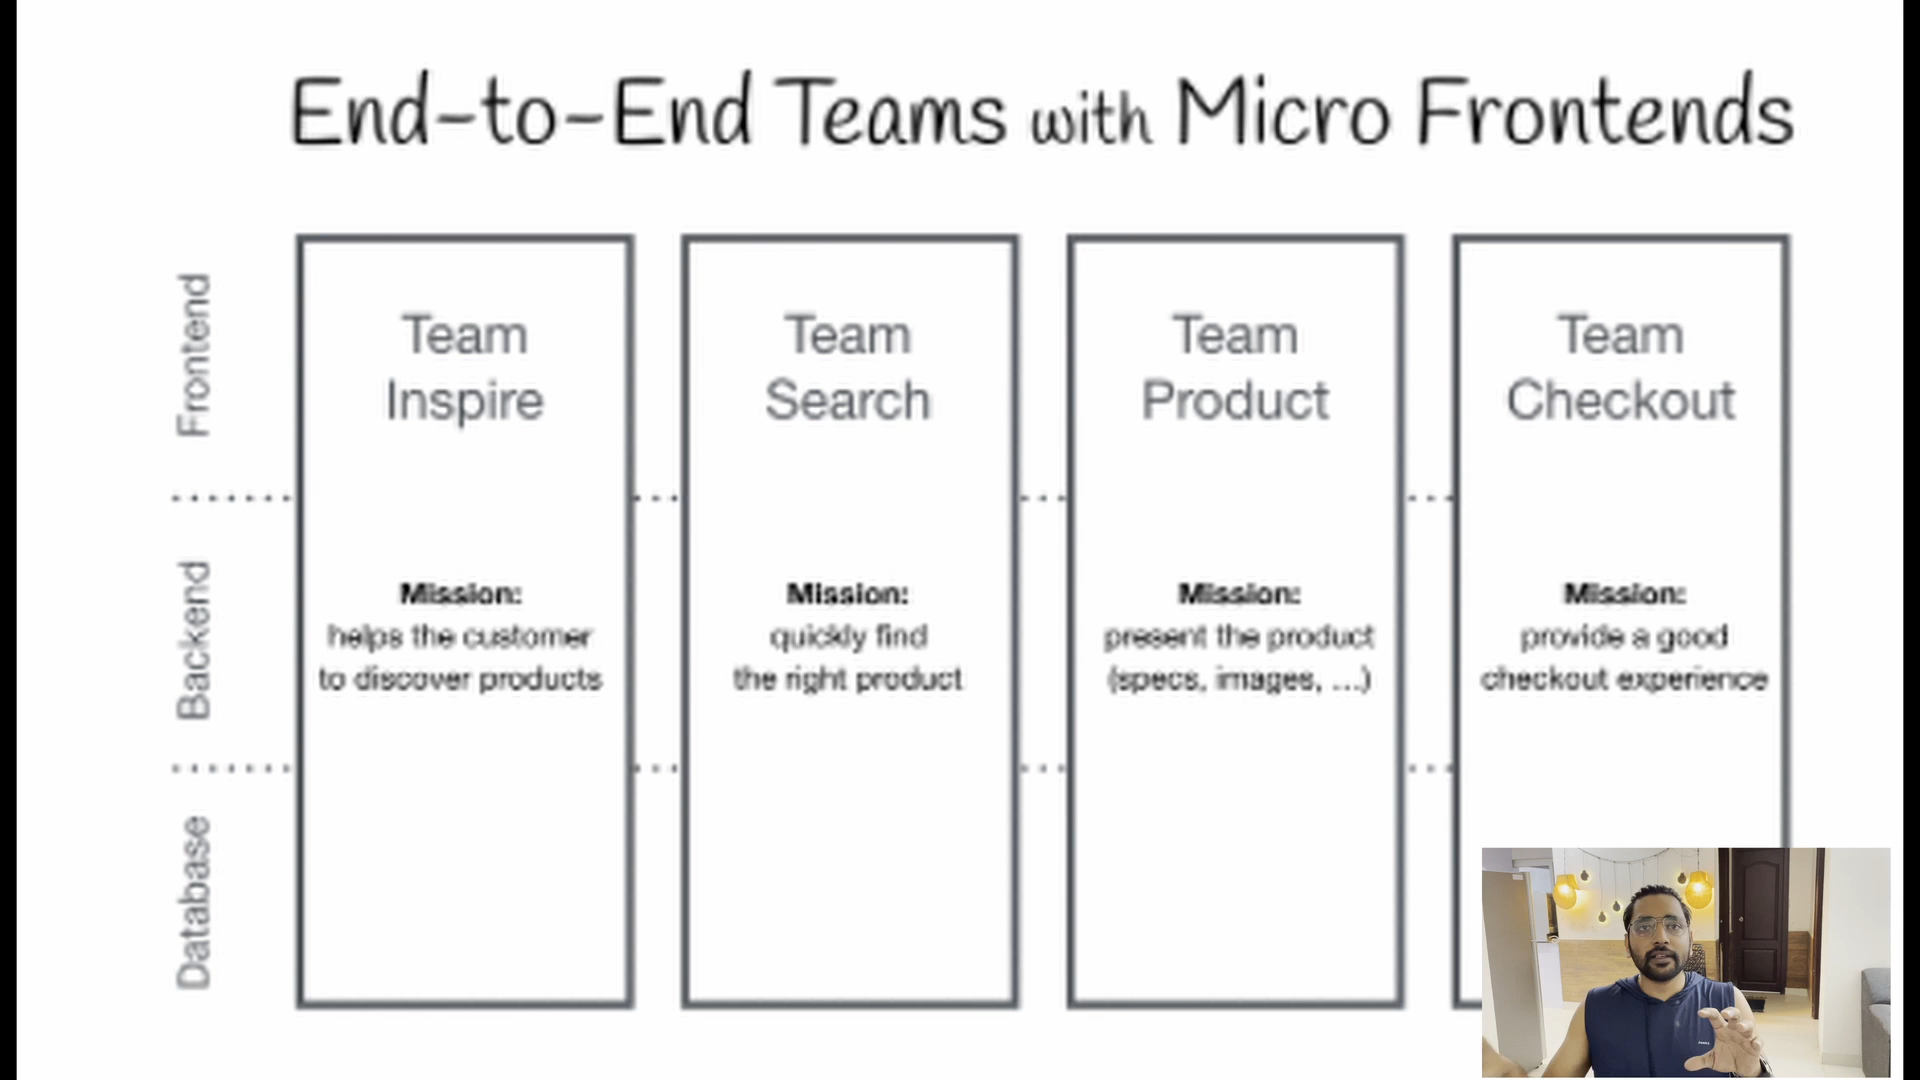 End-to-End Teams with Micro Frontends
Frontend
Team
Inspire
Team
Search
Team
Product
Team
Checkout
Backend
Mission:
helps the customer
to discover products
Mission:
quickly find
the right product
Mission:
present the product
(specs, images, ...)
Mission:
provide a good
checkout experience
Database